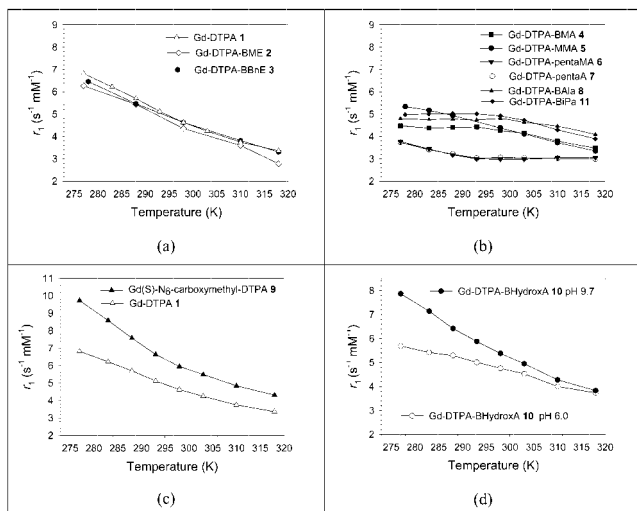 Gd-DTPA 1
Gd-DTPA-BME 2
Gd-DTPA-BBnE 3
9
8
7
6
5
4
3
2
r1 (s-1 mM-1)
275 280 285 290 295 300 305 310 315 320
Temperature (K)
(a)
Gd-DTPA-BMA 4
Gd-DTPA-MMA 5
Gd-DTPA-pentaMA 6
Gd-DTPA-pentaA 7
Gd-DTPA-BAla 8
Gd-DTPA-BiPa 11
9
8
7
6
5
4
3
2
r1 (s-1 mM-1)
275 280 285 290 295 300 305 310 315 320
Temperature (K)
(b)
Gd(S)-N6-carboxymethyl-DTPA 9
Gd-DTPA 1
11
10
9
8
7
6
5
4
3
2
r1 (s-1 mM-1)
275 280 285 290 295 300 305 310 315 320
Temperature (K)
(c)
Gd-DTPA-BHydroxA 10 pH 9.7
8
7
6
5
4
3
2
r1 (s-1 mM-1)
Gd-DTPA-BHydroxA 10 pH 6.0
275 280 285 290 295 300 305 310 315 320
Temperature (K)
(d)